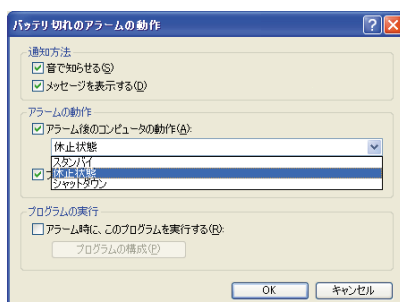 バッテリ切れのアラームの動作
通知方法
音で知らせる(S)
メッセージを表示する(D)
アラームの動作
アラーム後のコンピュータの動作(A):
休止状態
スタンバイ
休止状態
シャットダウン
プログラムの実行
アラーム時に、このプログラムを実行する(R):
プログラムの構成(P)
OK
キャンセル